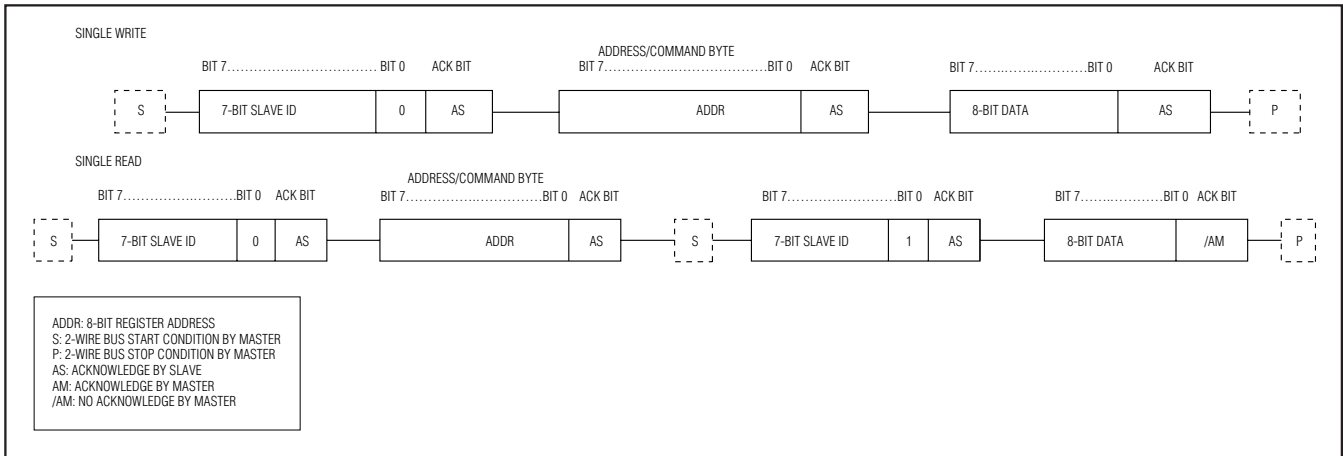 SINGLE WRITE
ADDRESS/COMMAND BYTE
BIT 7……………..……………… BIT 0 ACK BIT BIT 7……………..…………………BIT 0 ACK BIT BIT 7…….…….…………BIT 0 ACK BIT
S 7-BIT SLAVE ID 0 AS ADDR AS 8-BIT DATA AS P
SINGLE READ
ADDRESS/COMMAND BYTE
BIT 7……………..……….BIT 0 ACK BIT BIT 7……………..……………BIT 0 ACK BIT BIT 7…………..……………BIT 0 ACK BIT BIT 7…….…………BIT 0 ACK BIT
S 7-BIT SLAVE ID 0 AS ADDR AS S 7-BIT SLAVE ID 1 AS 8-BIT DATA /AM P
ADDR: 8-BIT REGISTER ADDRESS
S: 2-WIRE BUS START CONDITION BY MASTER
P: 2-WIRE BUS STOP CONDITION BY MASTER
AS: ACKNOWLEDGE BY SLAVE
AM: ACKNOWLEDGE BY MASTER
/AM: NO ACKNOWLEDGE BY MASTER